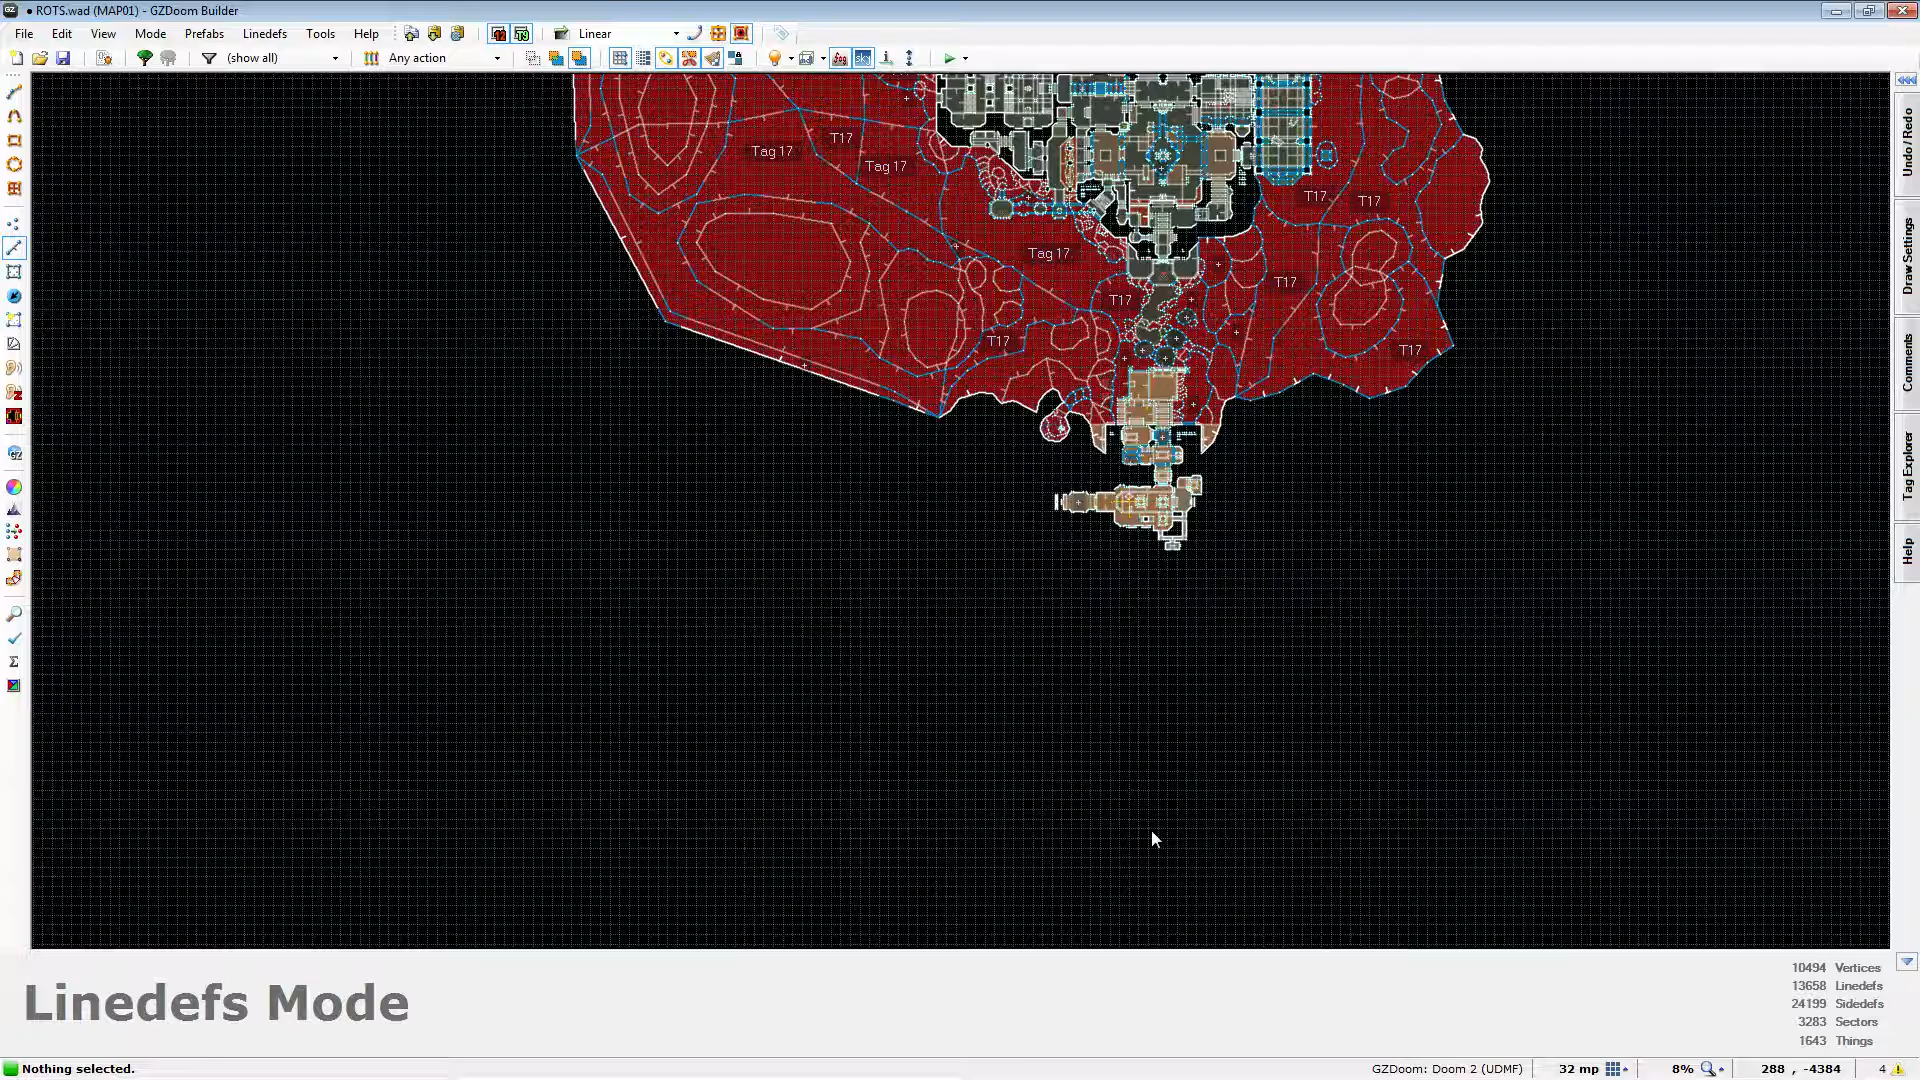 • ROTS.wad (MAP01) - GZDoom Builder
File Edit View Mode Prefabs Linedefs Tools Help Linear
(show all) Any action
T17
Tag 17
Tag 17
T17
T17
Tag 17
T17
T17
T17
T17
Undo / Redo
Draw Settings
Comments
Tag Explorer
Help
Linedefs Mode
10494 Vertices
13658 Linedefs
24199 Sidedefs
3283 Sectors
1643 Things
Nothing selected.
GZDoom: Doom 2 (UDMF) 32 mp 8% 288 , -4384 4